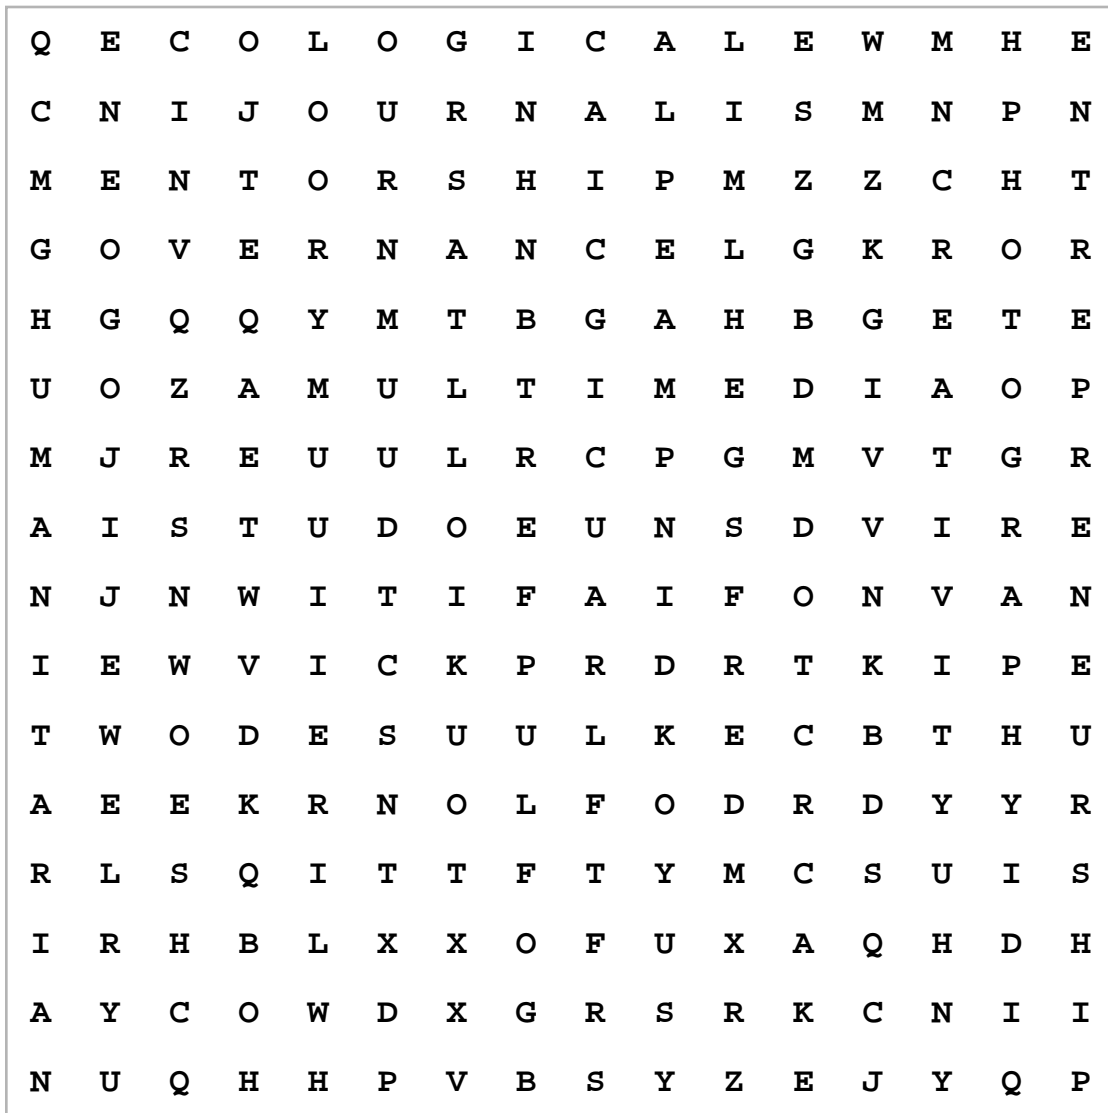 Q E C O L O G I C A L E W M H E
C N I J O U R N A L I S M N P N
M E N T O R S H I P M Z Z C H T
G O V E R N A N C E L G K R O R
H G Q Q Y M T B G A H B G E T E
U O Z A M U L T I M E D I A O P
M J R E U U L R C P G M V T G R
A I S T U D O E U N S D V I R E
N J N W I T I F A I F O N V A N
I E W V I C K P R D R T K I P E
T W O D E S U U L K E C B T H U
A E E K R N O L F O D R D Y Y R
R L S Q I T T F T Y M C S U I S
I R H B L X X O F U X A Q H D H
A Y C O W D X G R S R K C N I I
N U Q H H P V B S Y Z E J Y Q P